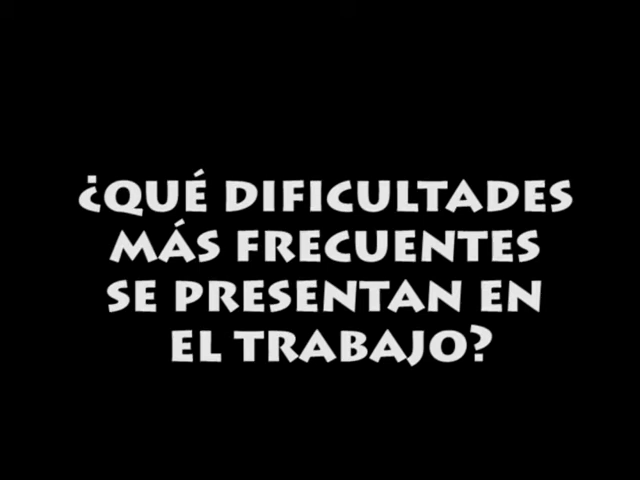 ¿QUÉ DIFICULTADES
MÁS FRECUENTES
SE PRESENTAN EN
EL TRABAJO?